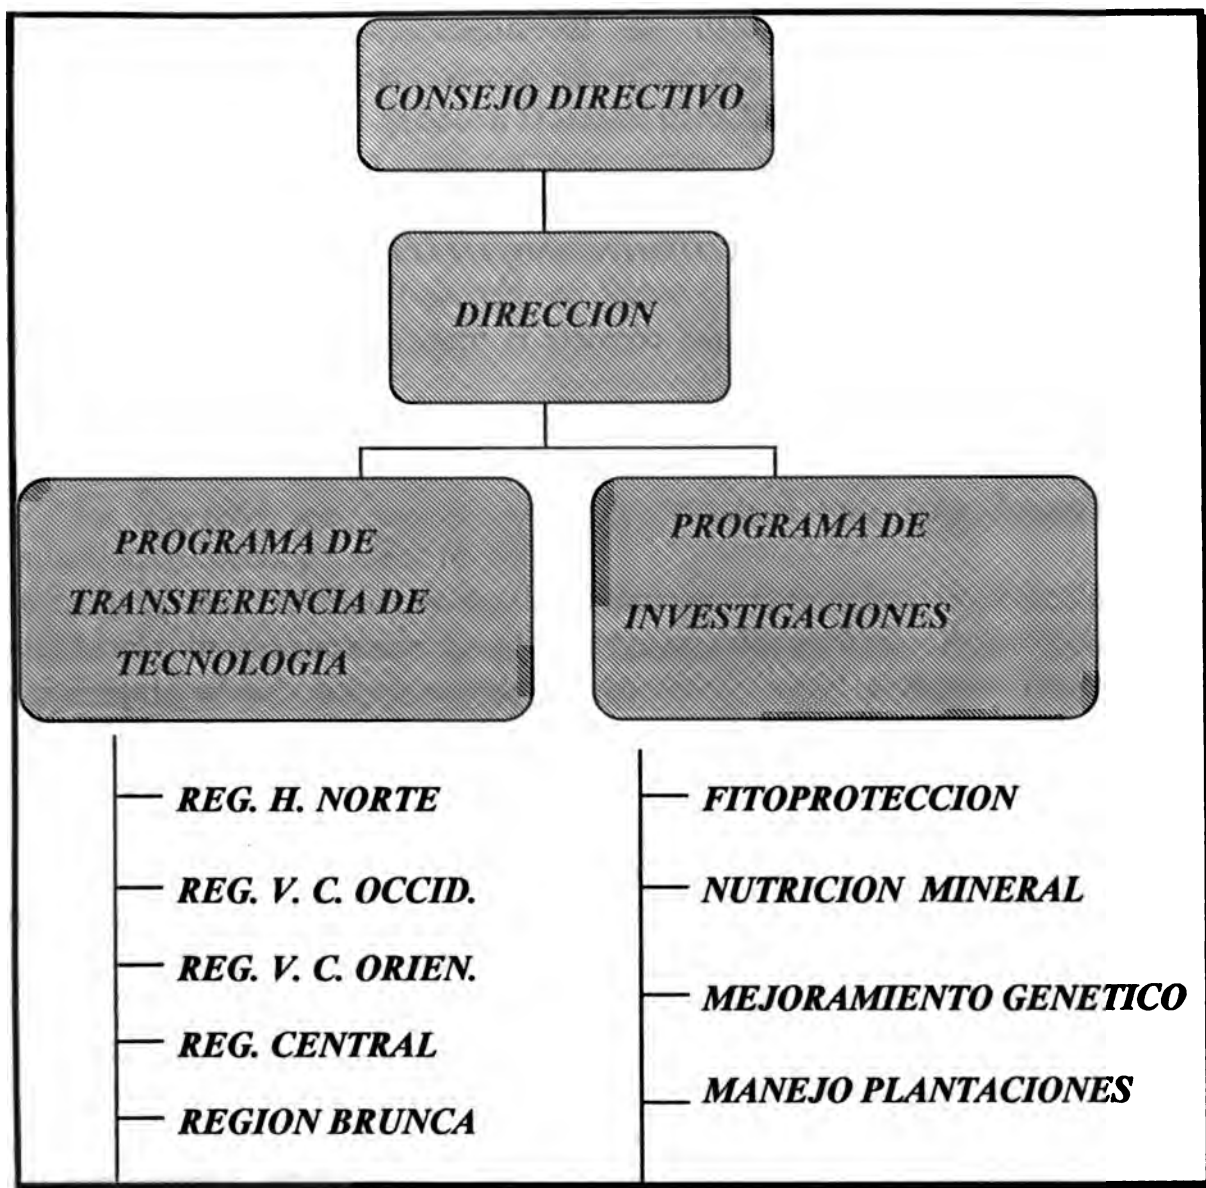 CONSEJO DIRECTIVO
DIRECCION
PROGRAMA DE
TRANSFERENCIA DE
TECNOLOGIA
PROGRAMA DE
INVESTIGACIONES
REG. H. NORTE
REG. V. C. OCCID.
REG. V. C. ORIEN.
REG. CENTRAL
REGION BRUNCA
FITOPROTECCION
NUTRICION MINERAL
MEJORAMIENTO GENETICO
MANEJO PLANTACIONES